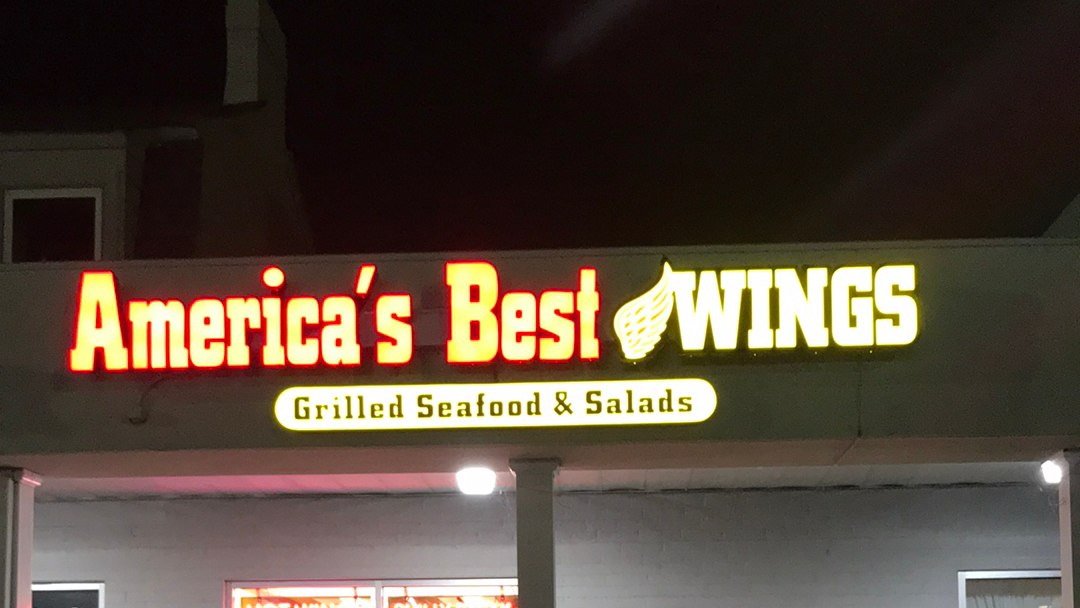 America's Best WINGS
Grilled Seafood & Salads